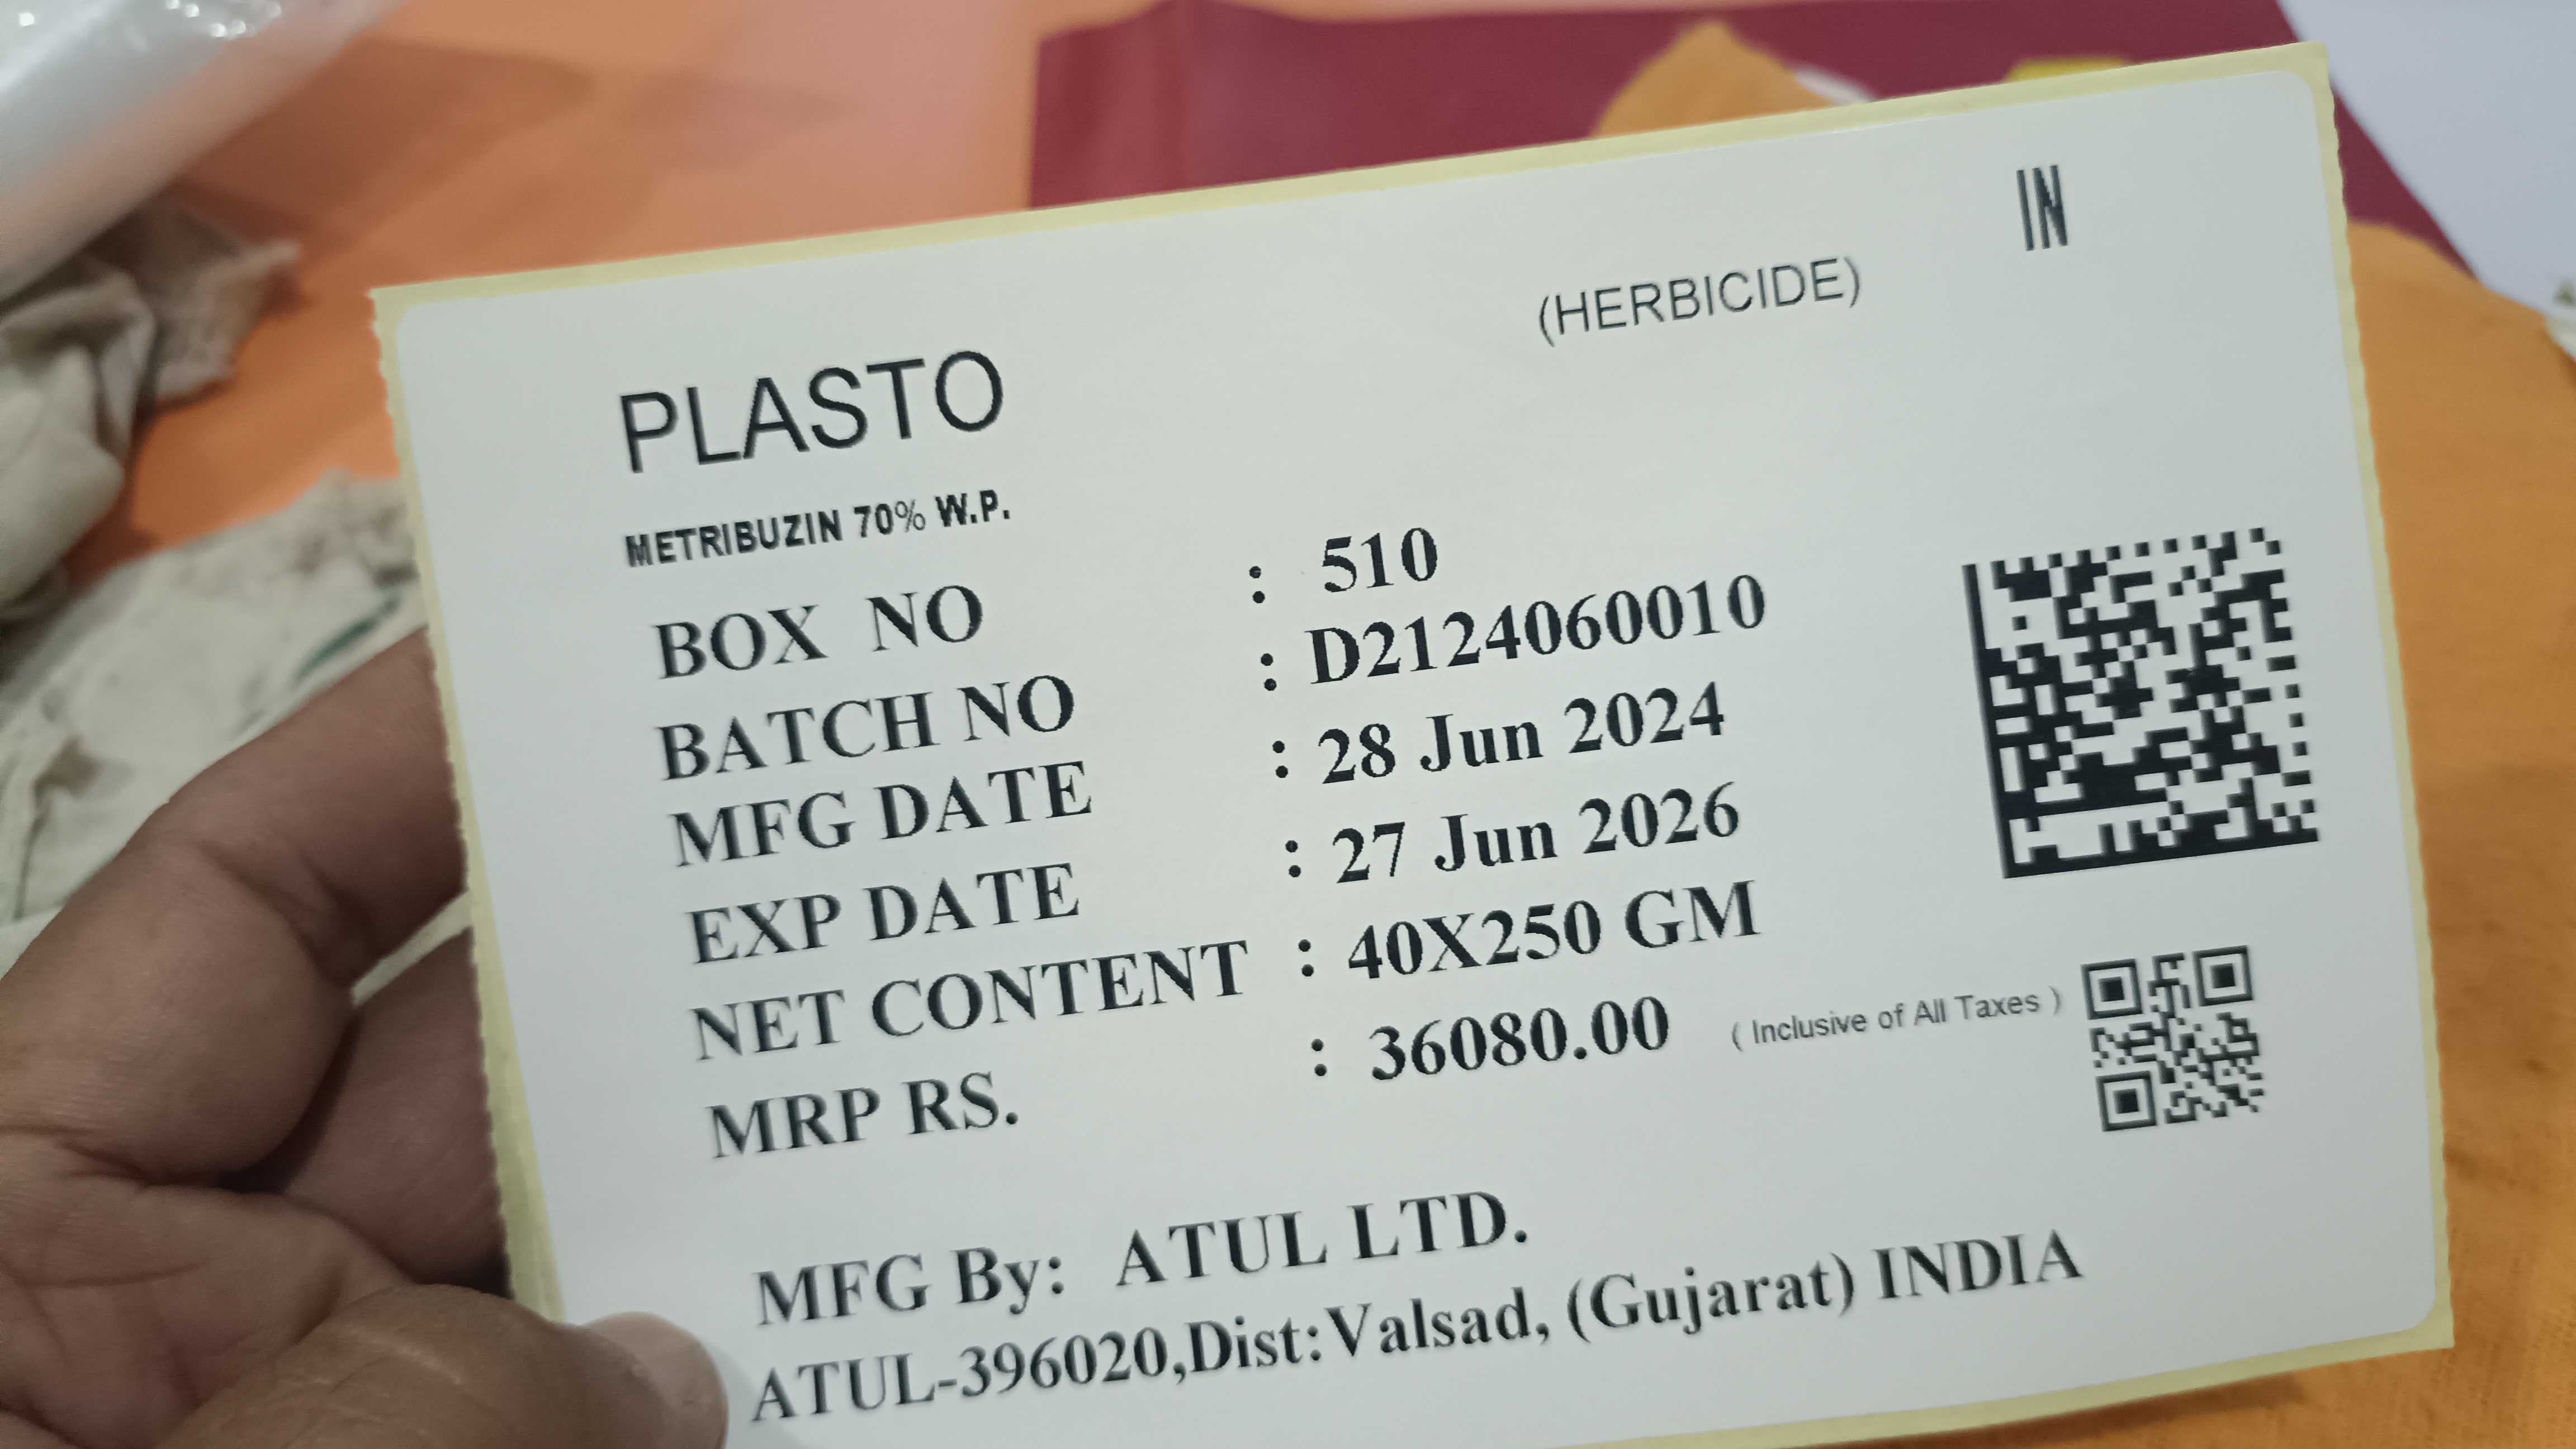 IN
(HERBICIDE)
PLASTO
METRIBUZIN 70% W.P.
BOX NO : 510
BATCH NO : D2124060010
MFG DATE : 28 Jun 2024
EXP DATE : 27 Jun 2026
NET CONTENT : 40X250 GM
MRP RS. : 36080.00 ( Inclusive of All Taxes )
MFG By: ATUL LTD.
ATUL-396020,Dist:Valsad, (Gujarat) INDIA